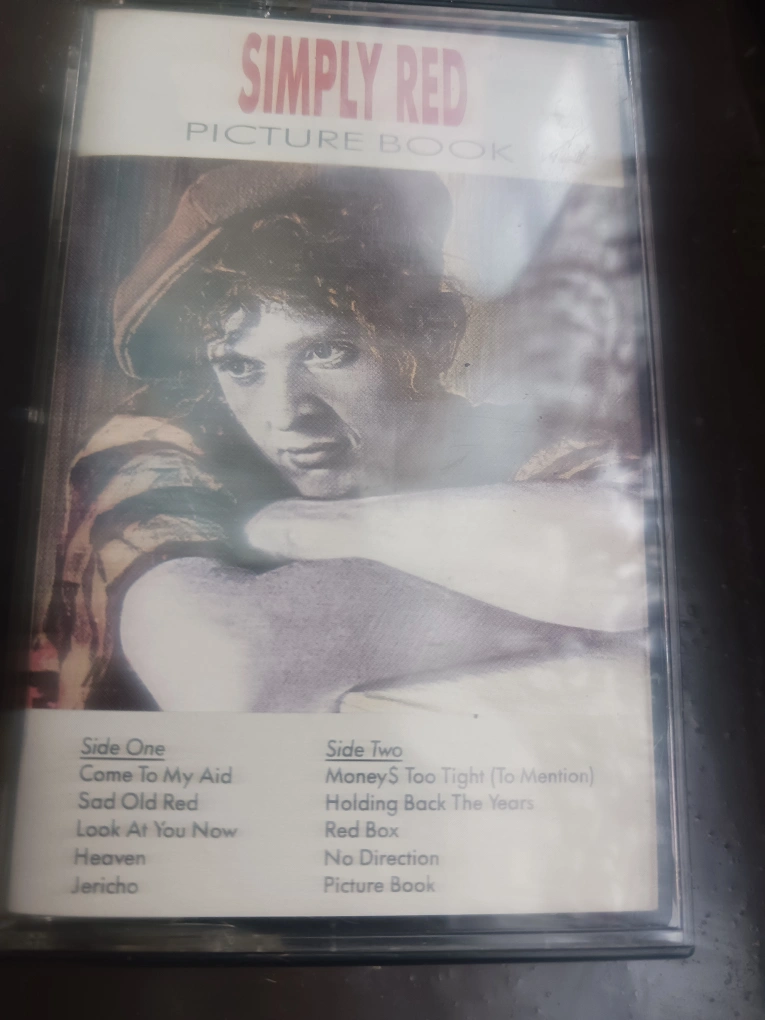 SIMPLY RED
PICTURE BOOK
Side One
Come To My Aid
Sad Old Red
Look At You Now
Heaven
Jericho
Side Two
Money$ Too Tight (To Mention)
Holding Back The Years
Red Box
No Direction
Picture Book